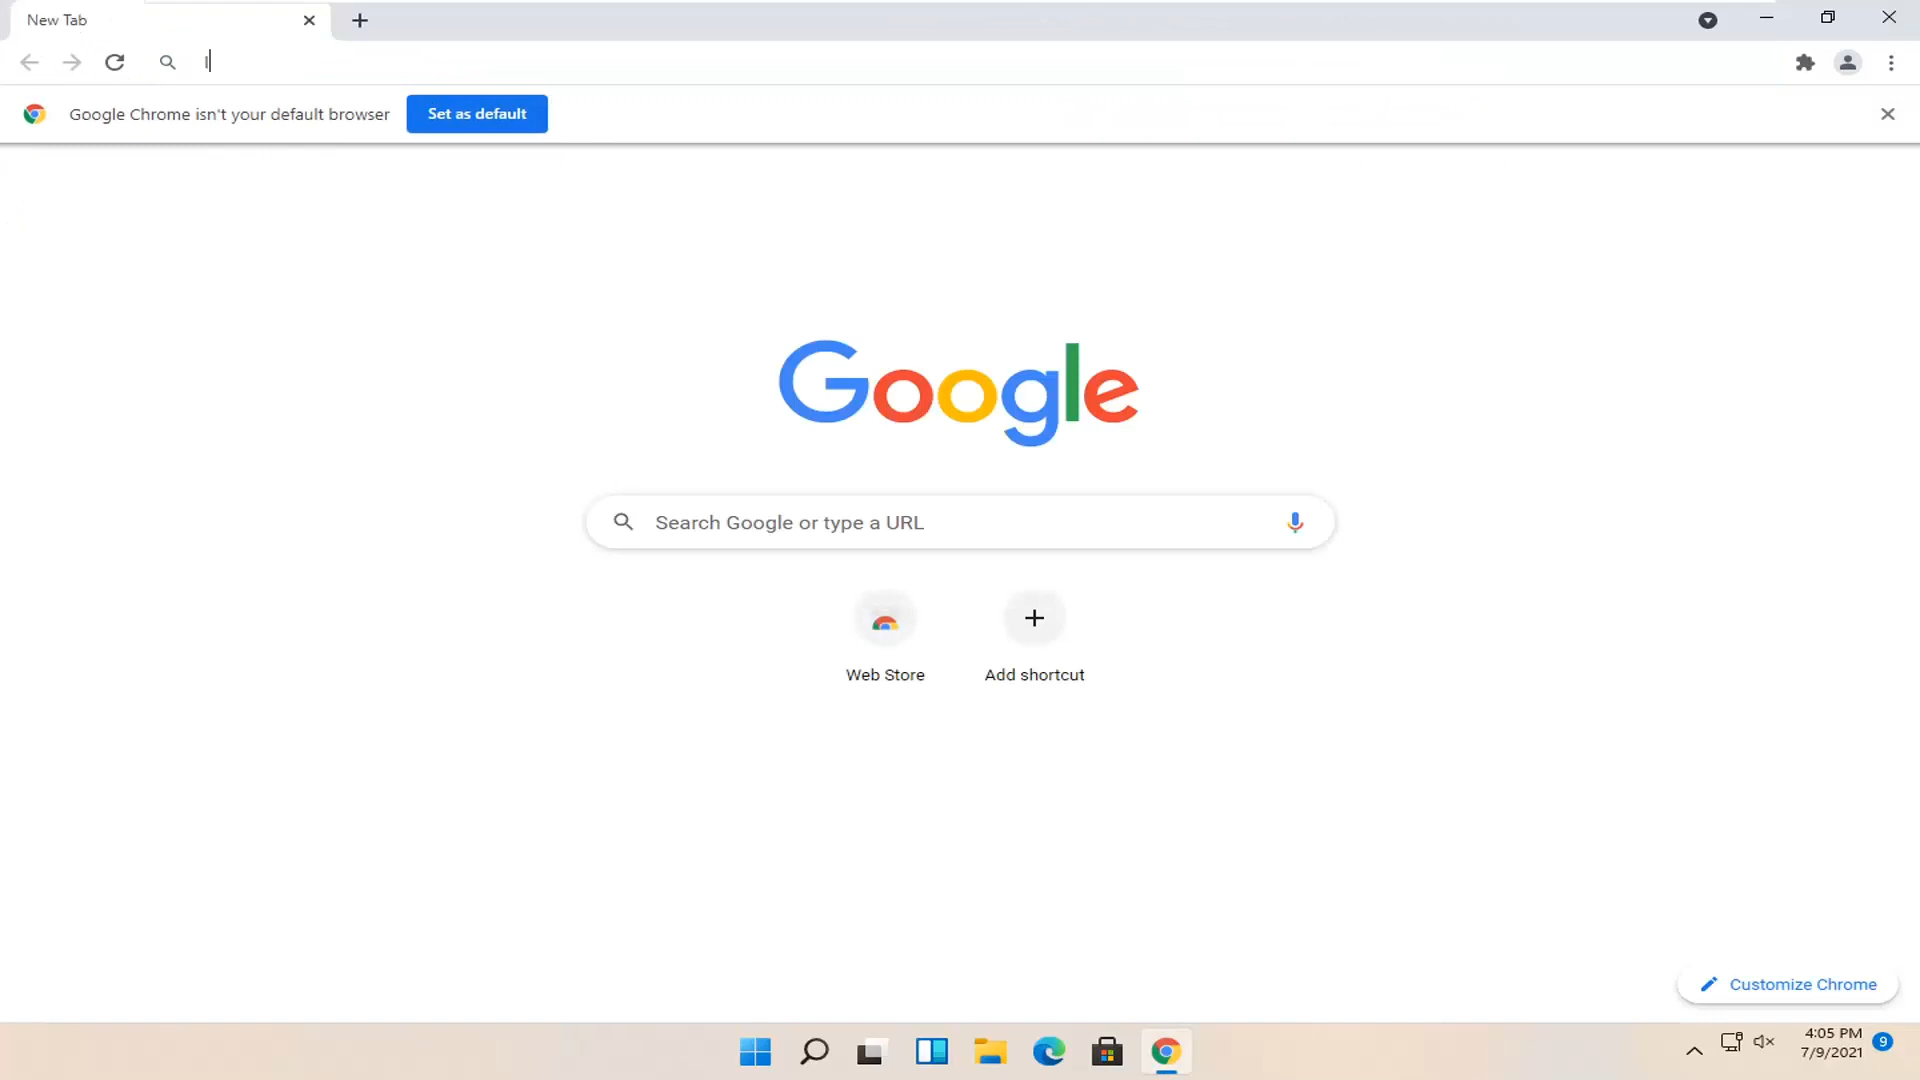 New Tab
Google Chrome isn't your default browser
Set as default
Google
Search Google or type a URL
Web Store
Add shortcut
Customize Chrome
4:05 PM
7/9/2021
9